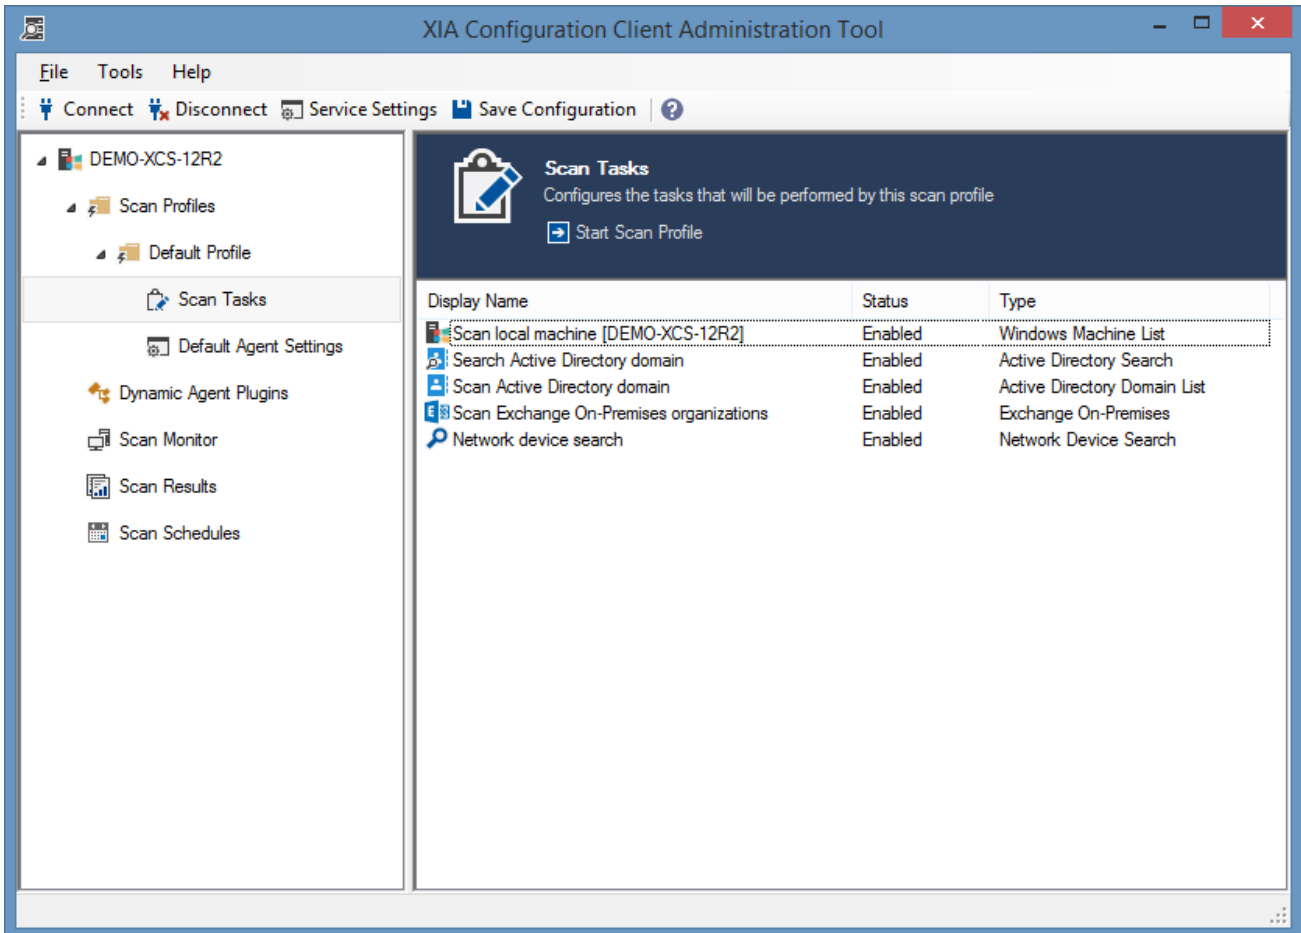 XIA Configuration Client Administration Tool
File Tools Help
Connect Disconnect Service Settings Save Configuration
DEMO-XCS-12R2
Scan Profiles
Default Profile
Scan Tasks
Default Agent Settings
Dynamic Agent Plugins
Scan Monitor
Scan Results
Scan Schedules
Scan Tasks
Configures the tasks that will be performed by this scan profile
Start Scan Profile
Display Name Status Type
Scan local machine [DEMO-XCS-12R2] Enabled Windows Machine List
Search Active Directory domain Enabled Active Directory Search
Scan Active Directory domain Enabled Active Directory Domain List
Scan Exchange On-Premises organizations Enabled Exchange On-Premises
Network device search Enabled Network Device Search